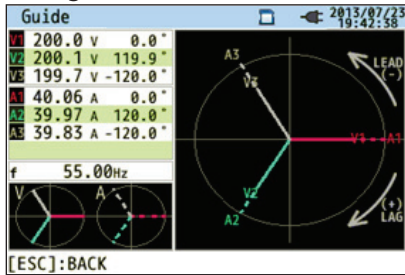 Guide 2013/07/23
19:42:38
V1 200.0 V 0.0°
V2 200.1 V 119.9°
V3 199.7 V -120.0°
A1 40.06 A 0.0°
A2 39.97 A 120.0°
A3 39.83 A -120.0°
f 55.00Hz
V A
A3
V3
LEAD
(-)
V1 A1
V2
A2
(+)
LAG
[ESC]:BACK